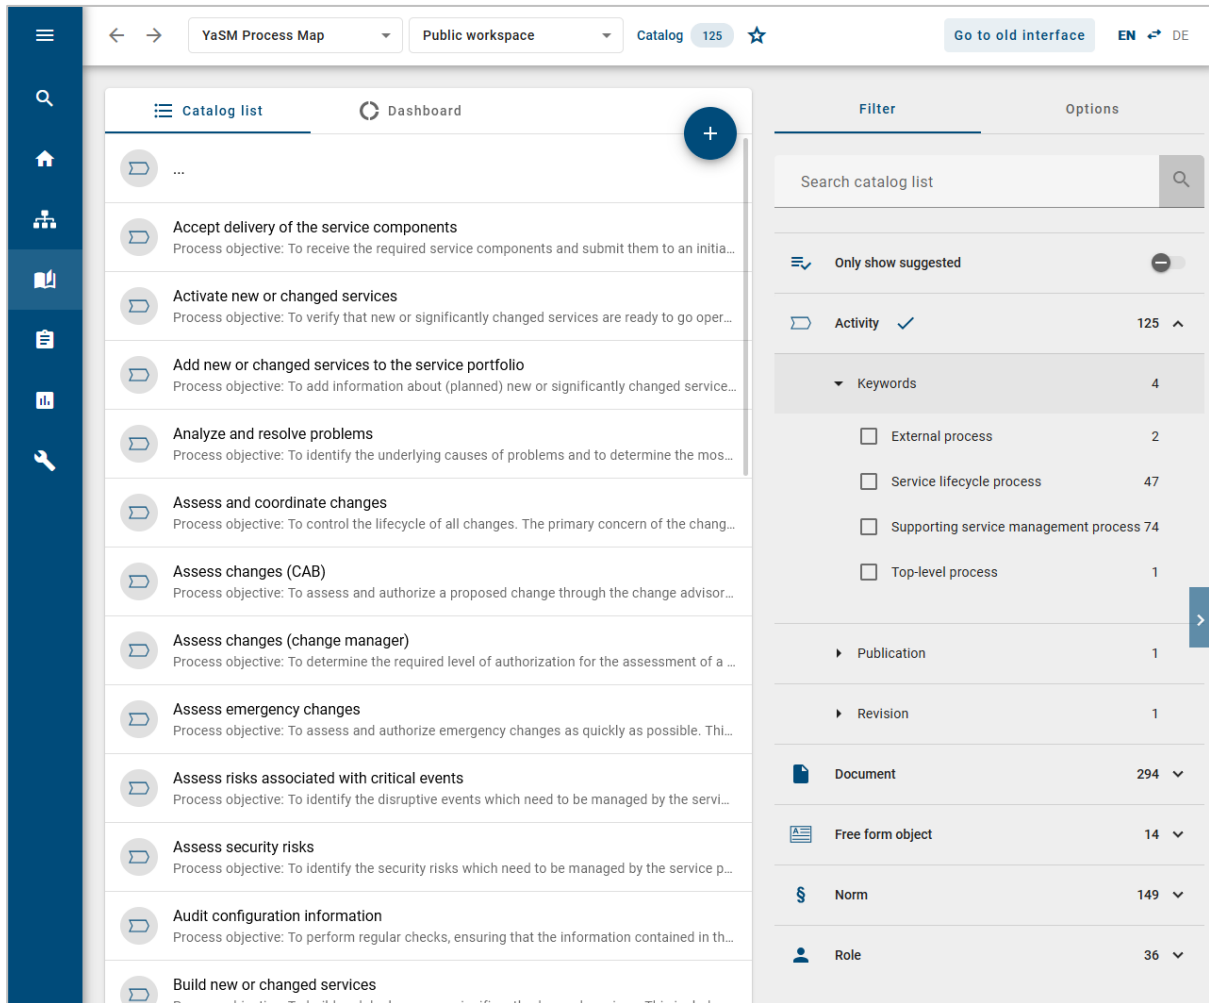 YaSM Process Map
Public workspace
Catalog 125
Go to old interface
EN DE
Catalog list
Dashboard
+
...
Accept delivery of the service components
Process objective: To receive the required service components and submit them to an initia...
Activate new or changed services
Process objective: To verify that new or significantly changed services are ready to go oper...
Add new or changed services to the service portfolio
Process objective: To add information about (planned) new or significantly changed service...
Analyze and resolve problems
Process objective: To identify the underlying causes of problems and to determine the mos...
Assess and coordinate changes
Process objective: To control the lifecycle of all changes. The primary concern of the chang...
Assess changes (CAB)
Process objective: To assess and authorize a proposed change through the change advisor...
Assess changes (change manager)
Process objective: To determine the required level of authorization for the assessment of a ...
Assess emergency changes
Process objective: To assess and authorize emergency changes as quickly as possible. Thi...
Assess risks associated with critical events
Process objective: To identify the disruptive events which need to be managed by the servi...
Assess security risks
Process objective: To identify the security risks which need to be managed by the service p...
Audit configuration information
Process objective: To perform regular checks, ensuring that the information contained in th...
Build new or changed services
Filter
Options
Search catalog list
Only show suggested
Activity 125
Keywords 4
External process 2
Service lifecycle process 47
Supporting service management process 74
Top-level process 1
Publication 1
Revision 1
Document 294
Free form object 14
§ Norm 149
Role 36